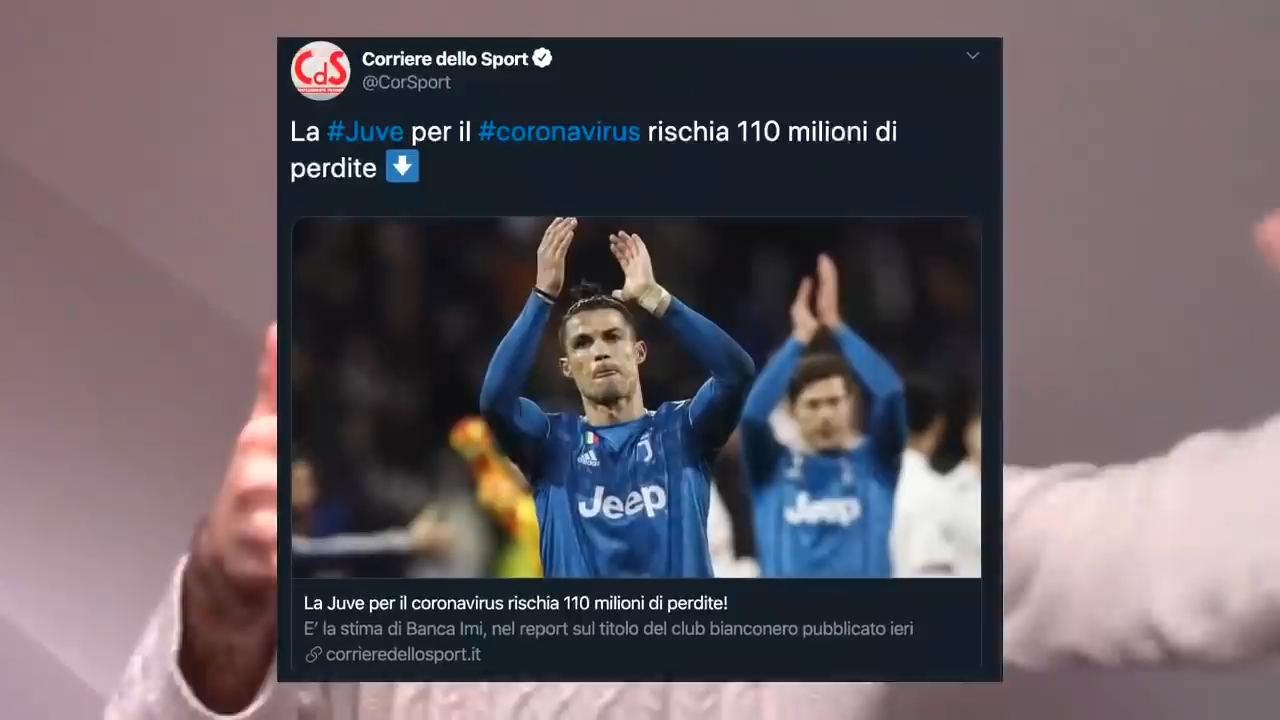 CdS
Corriere dello Sport
@CorSport
La #Juve per il #coronavirus rischia 110 milioni di
perdite
adidas
J
Jeep
Jeep
La Juve per il coronavirus rischia 110 milioni di perdite!
E' la stima di Banca Imi, nel report sul titolo del club bianconero pubblicato ieri
corrieredellosport.it